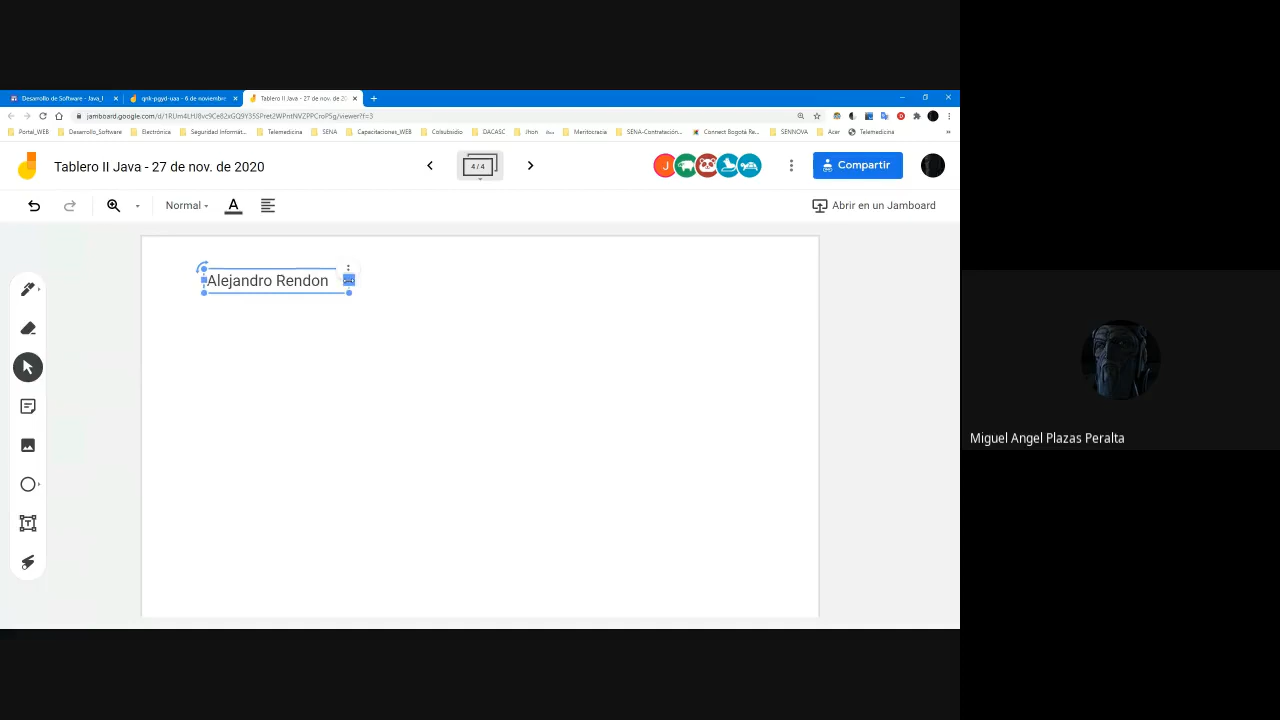 Desarrollo de Software - Java_I
qnk-pgyd-uaa - 6 de noviembre
Tablero II Java - 27 de nov. de 20
jamboard.google.com
Portal_WEB
Desarrollo_Software
Electrónica
Seguridad Informát...
Telemedicina
SENA
Capacitaciones_WEB
Colsubsidio
DACASC
Jhon
Meritocracia
SENA-Contratación...
Connect Bogotá Re...
SENNOVA
Acer
Telemedicina
»
Tablero II Java - 27 de nov. de 2020
4/4
J
Compartir
Normal
A
Abrir en un Jamboard
Alejandro Rendon
T
Miguel Angel Plazas Peralta